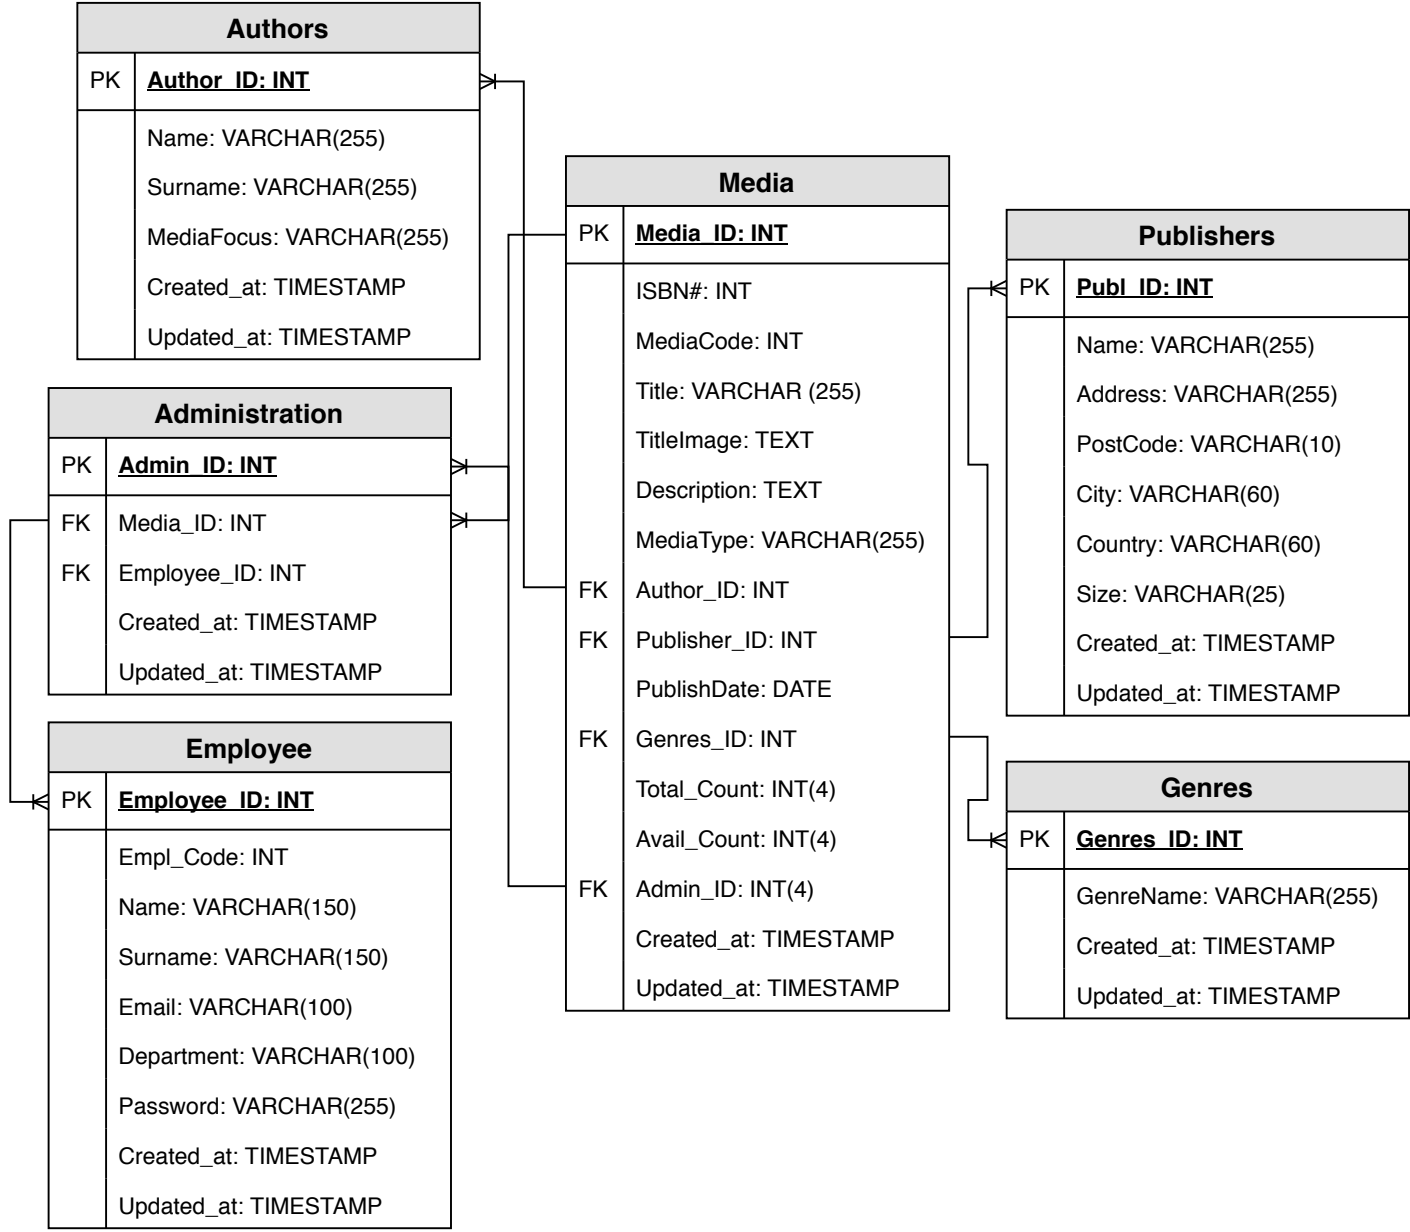 Authors
PK Author_ID: INT
Name: VARCHAR(255)
Surname: VARCHAR(255)
MediaFocus: VARCHAR(255)
Created_at: TIMESTAMP
Updated_at: TIMESTAMP
Administration
PK Admin_ID: INT
FK Media_ID: INT
FK Employee_ID: INT
Created_at: TIMESTAMP
Updated_at: TIMESTAMP
Employee
PK Employee_ID: INT
Empl_Code: INT
Name: VARCHAR(150)
Surname: VARCHAR(150)
Email: VARCHAR(100)
Department: VARCHAR(100)
Password: VARCHAR(255)
Created_at: TIMESTAMP
Updated_at: TIMESTAMP
Media
PK Media_ID: INT
ISBN#: INT
MediaCode: INT
Title: VARCHAR (255)
TitleImage: TEXT
Description: TEXT
MediaType: VARCHAR(255)
FK Author_ID: INT
FK Publisher_ID: INT
PublishDate: DATE
FK Genres_ID: INT
Total_Count: INT(4)
Avail_Count: INT(4)
FK Admin_ID: INT(4)
Created_at: TIMESTAMP
Updated_at: TIMESTAMP
Publishers
PK Publ_ID: INT
Name: VARCHAR(255)
Address: VARCHAR(255)
PostCode: VARCHAR(10)
City: VARCHAR(60)
Country: VARCHAR(60)
Size: VARCHAR(25)
Created_at: TIMESTAMP
Updated_at: TIMESTAMP
Genres
PK Genres_ID: INT
GenreName: VARCHAR(255)
Created_at: TIMESTAMP
Updated_at: TIMESTAMP